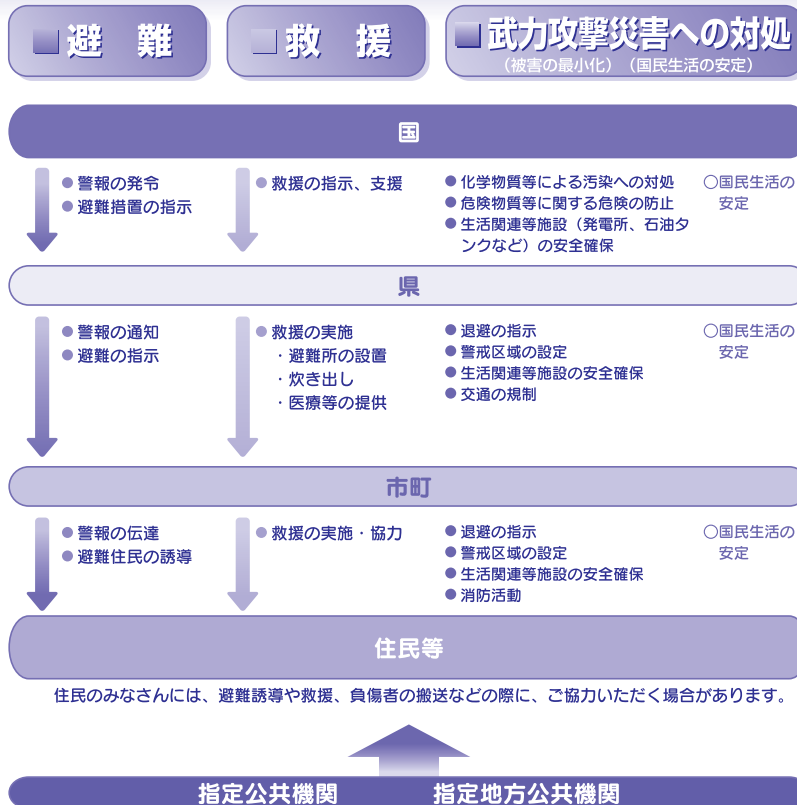 ■避　難
■救　援
■武力攻撃災害への対処
（被害の最小化）（国民生活の安定）
国
●警報の発令
●避難措置の指示
●救援の指示、支援
●化学物質等による汚染への対処
●危険物質等に関する危険の防止
●生活関連等施設（発電所、石油タ
ンクなど）の安全確保
○国民生活の
安定
県
●警報の通知
●避難の指示
●救援の実施
・避難所の設置
・炊き出し
・医療等の提供
●退避の指示
●警戒区域の設定
●生活関連等施設の安全確保
●交通の規制
○国民生活の
安定
市町
●警報の伝達
●避難住民の誘導
●救援の実施・協力
●退避の指示
●警戒区域の設定
●生活関連等施設の安全確保
●消防活動
○国民生活の
安定
住民等
住民のみなさんには、避難誘導や救援、負傷者の搬送などの際に、ご協力いただく場合があります。
指定公共機関　指定地方公共機関